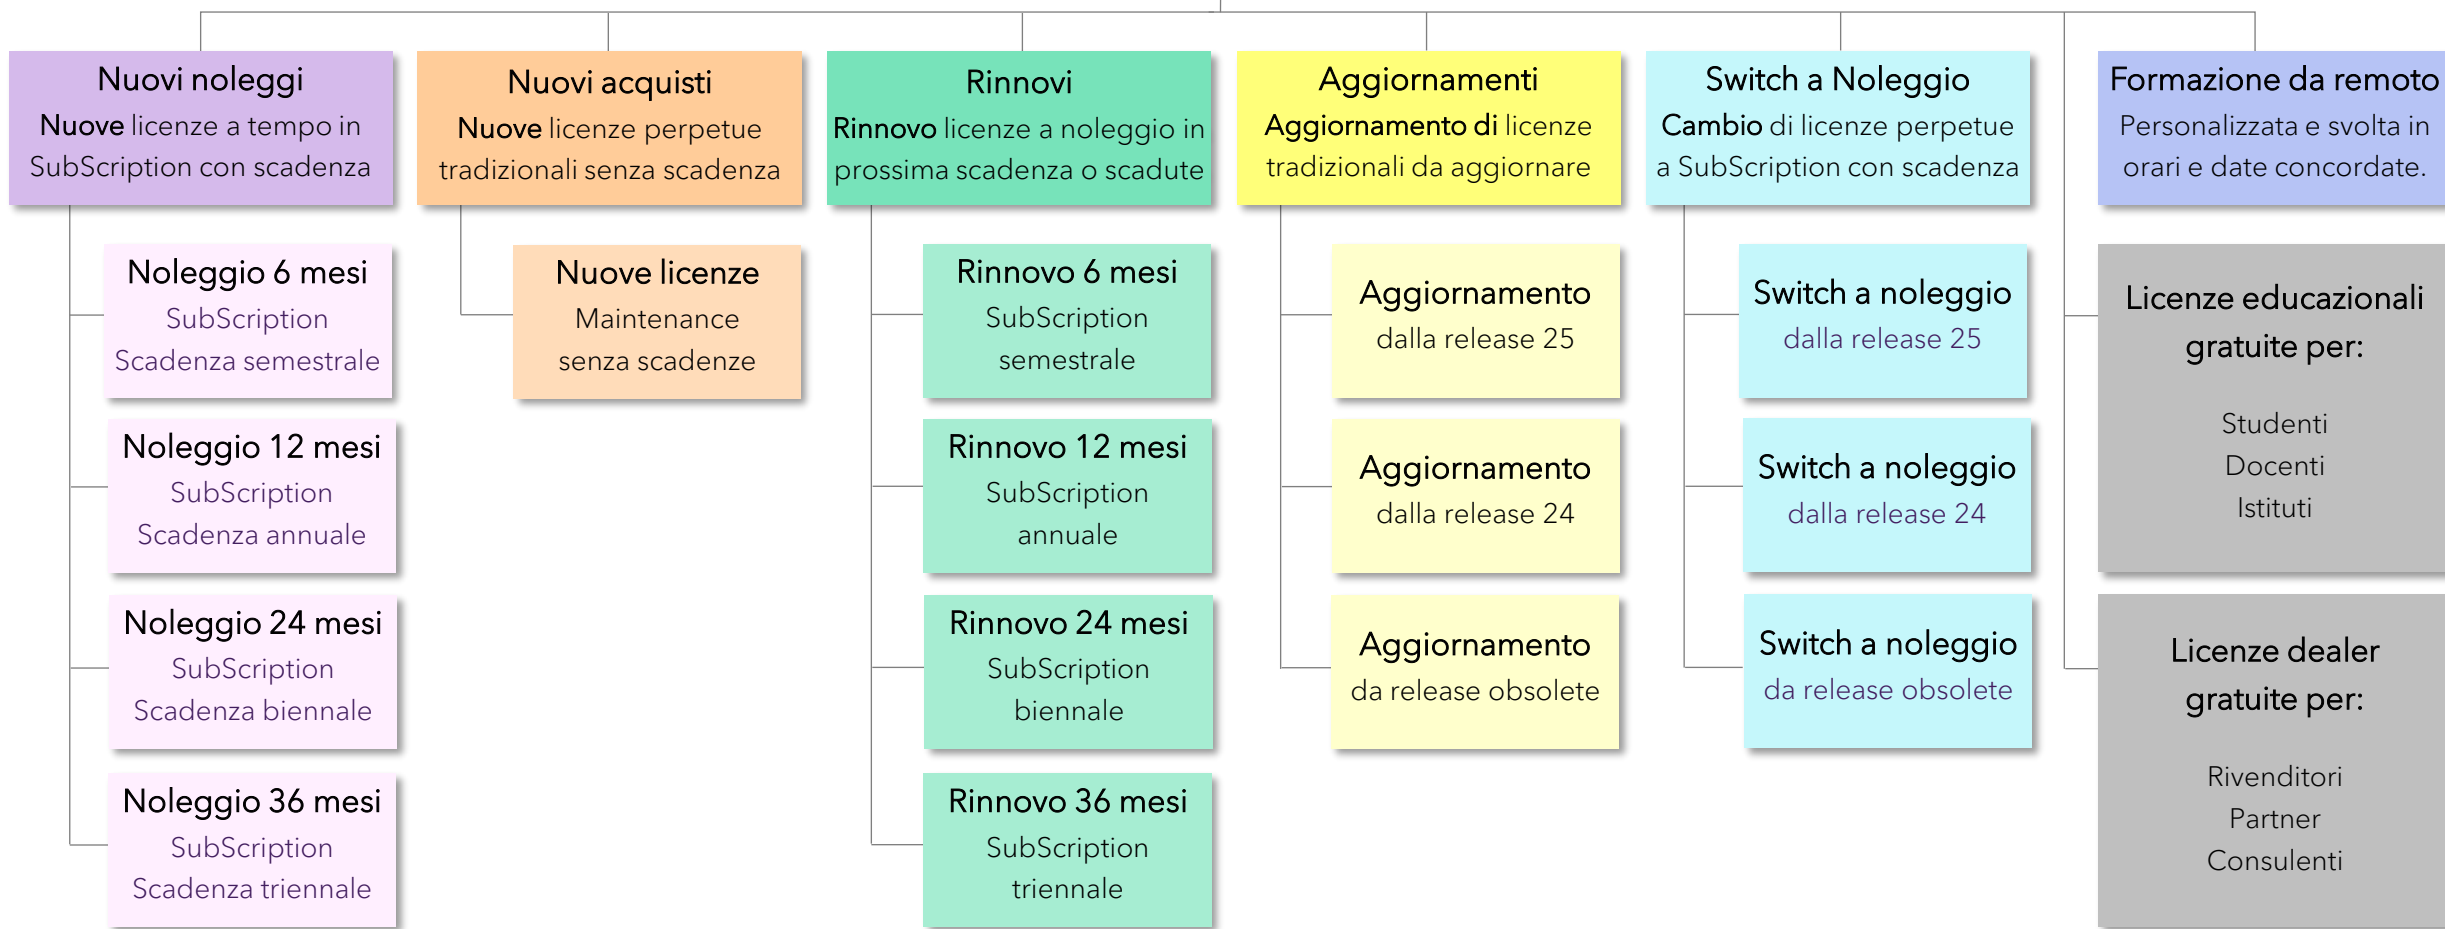 Nuovi noleggi
Nuove licenze a tempo in
SubScription con scadenza
Noleggio 6 mesi
SubScription
Scadenza semestrale
Noleggio 12 mesi
SubScription
Scadenza annuale
Noleggio 24 mesi
SubScription
Scadenza biennale
Noleggio 36 mesi
SubScription
Scadenza triennale
Nuovi acquisti
Nuove licenze perpetue
tradizionali senza scadenza
Nuove licenze
Maintenance
senza scadenze
Rinnovi
Rinnovo licenze a noleggio in
prossima scadenza o scadute
Rinnovo 6 mesi
SubScription
semestrale
Rinnovo 12 mesi
SubScription
annuale
Rinnovo 24 mesi
SubScription
biennale
Rinnovo 36 mesi
SubScription
triennale
Aggiornamenti
Aggiornamento di licenze
tradizionali da aggiornare
Aggiornamento
dalla release 25
Aggiornamento
dalla release 24
Aggiornamento
da release obsolete
Switch a Noleggio
Cambio di licenze perpetue
a SubScription con scadenza
Switch a noleggio
dalla release 25
Switch a noleggio
dalla release 24
Switch a noleggio
da release obsolete
Formazione da remoto
Personalizzata e svolta in
orari e date concordate.
Licenze educazionali
gratuite per:
Studenti
Docenti
Istituti
Licenze dealer
gratuite per:
Rivenditori
Partner
Consulenti